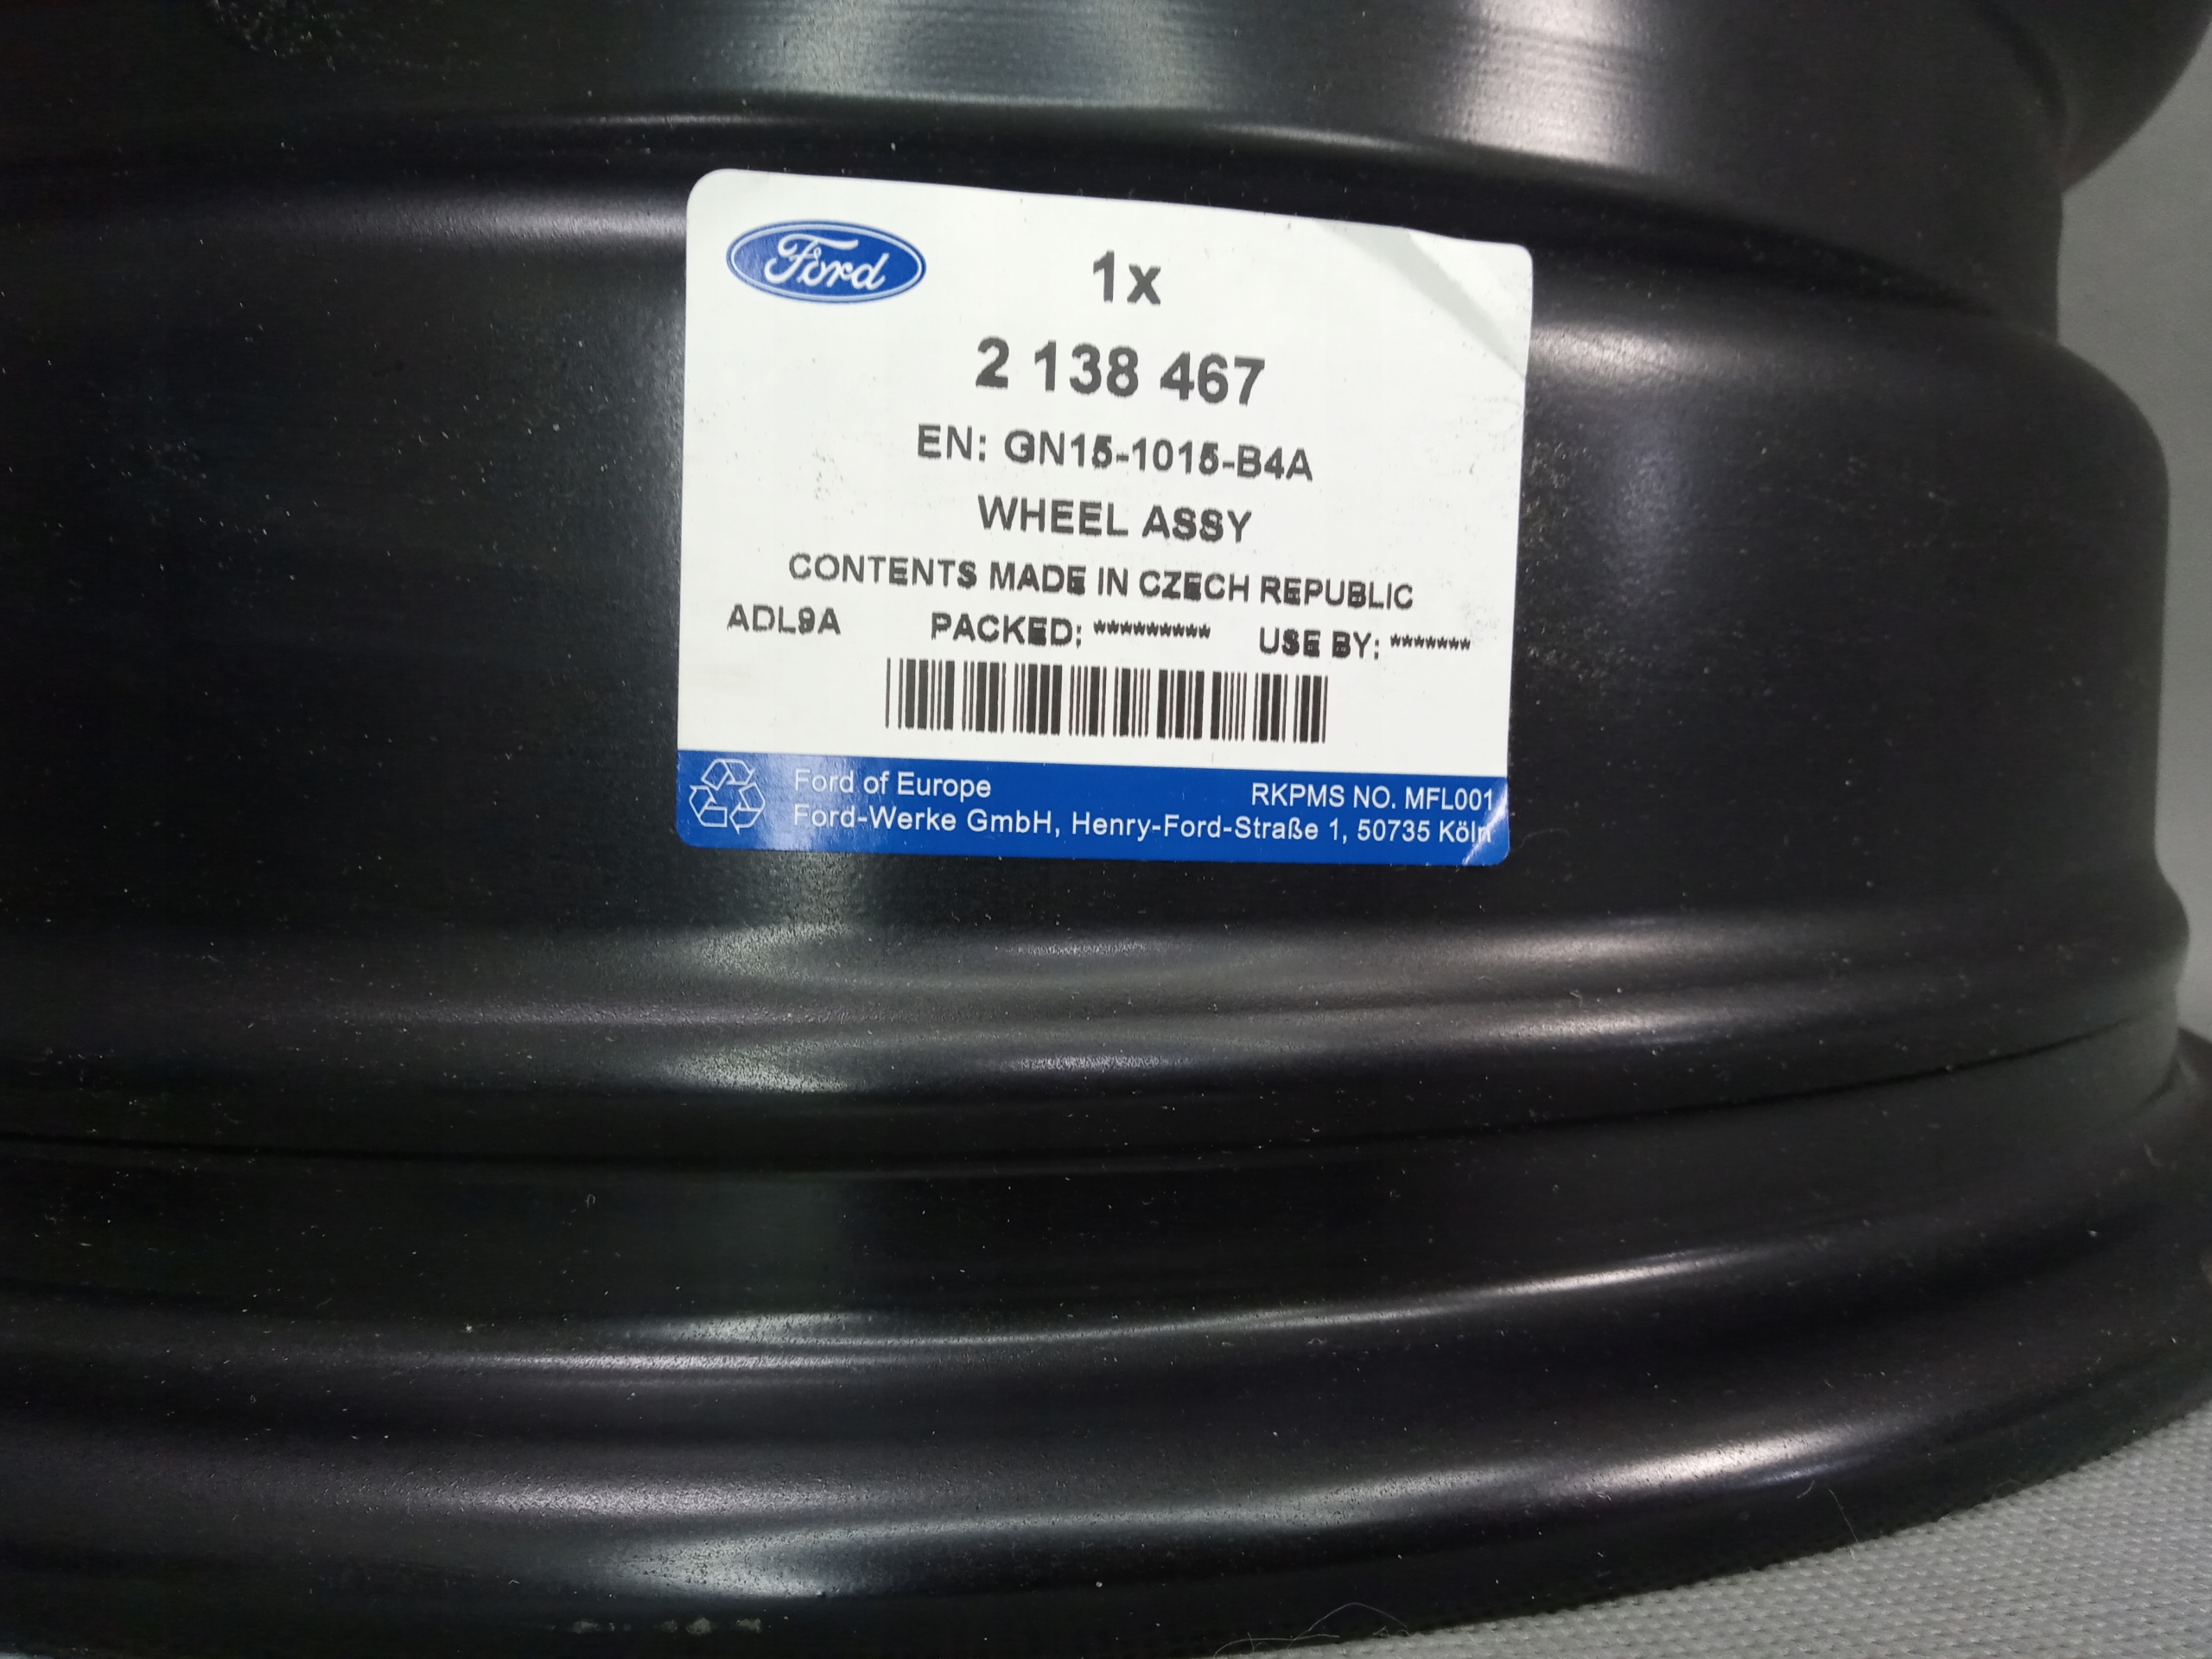 Ford
1x
2 138 467
EN: GN15-1015-B4A
WHEEL ASSY
CONTENTS MADE IN CZECH REPUBLIC
ADL9A PACKED: ********* USE BY: *******
Ford of Europe RKPMS NO. MFL001
Ford-Werke GmbH, Henry-Ford-Straße 1, 50735 Köln